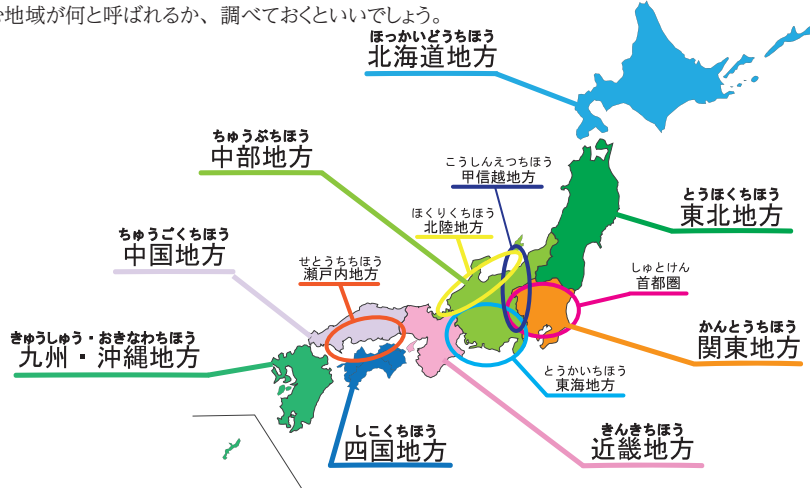 地域が何と呼ばれるか、調べておくといいでしょう。
ほっかいどうちほう
北海道地方
ちゅうぶちほう
中部地方
こうしんえつちほう
甲信越地方
とうほくちほう
東北地方
ほくりくちほう
北陸地方
ちゅうごくちほう
中国地方
せとうちちほう
瀬戸内地方
しゅとけん
首都圏
きゅうしゅう・おきなわちほう
九州・沖縄地方
かんとうちほう
関東地方
とうかいちほう
東海地方
しこくちほう
四国地方
きんきちほう
近畿地方